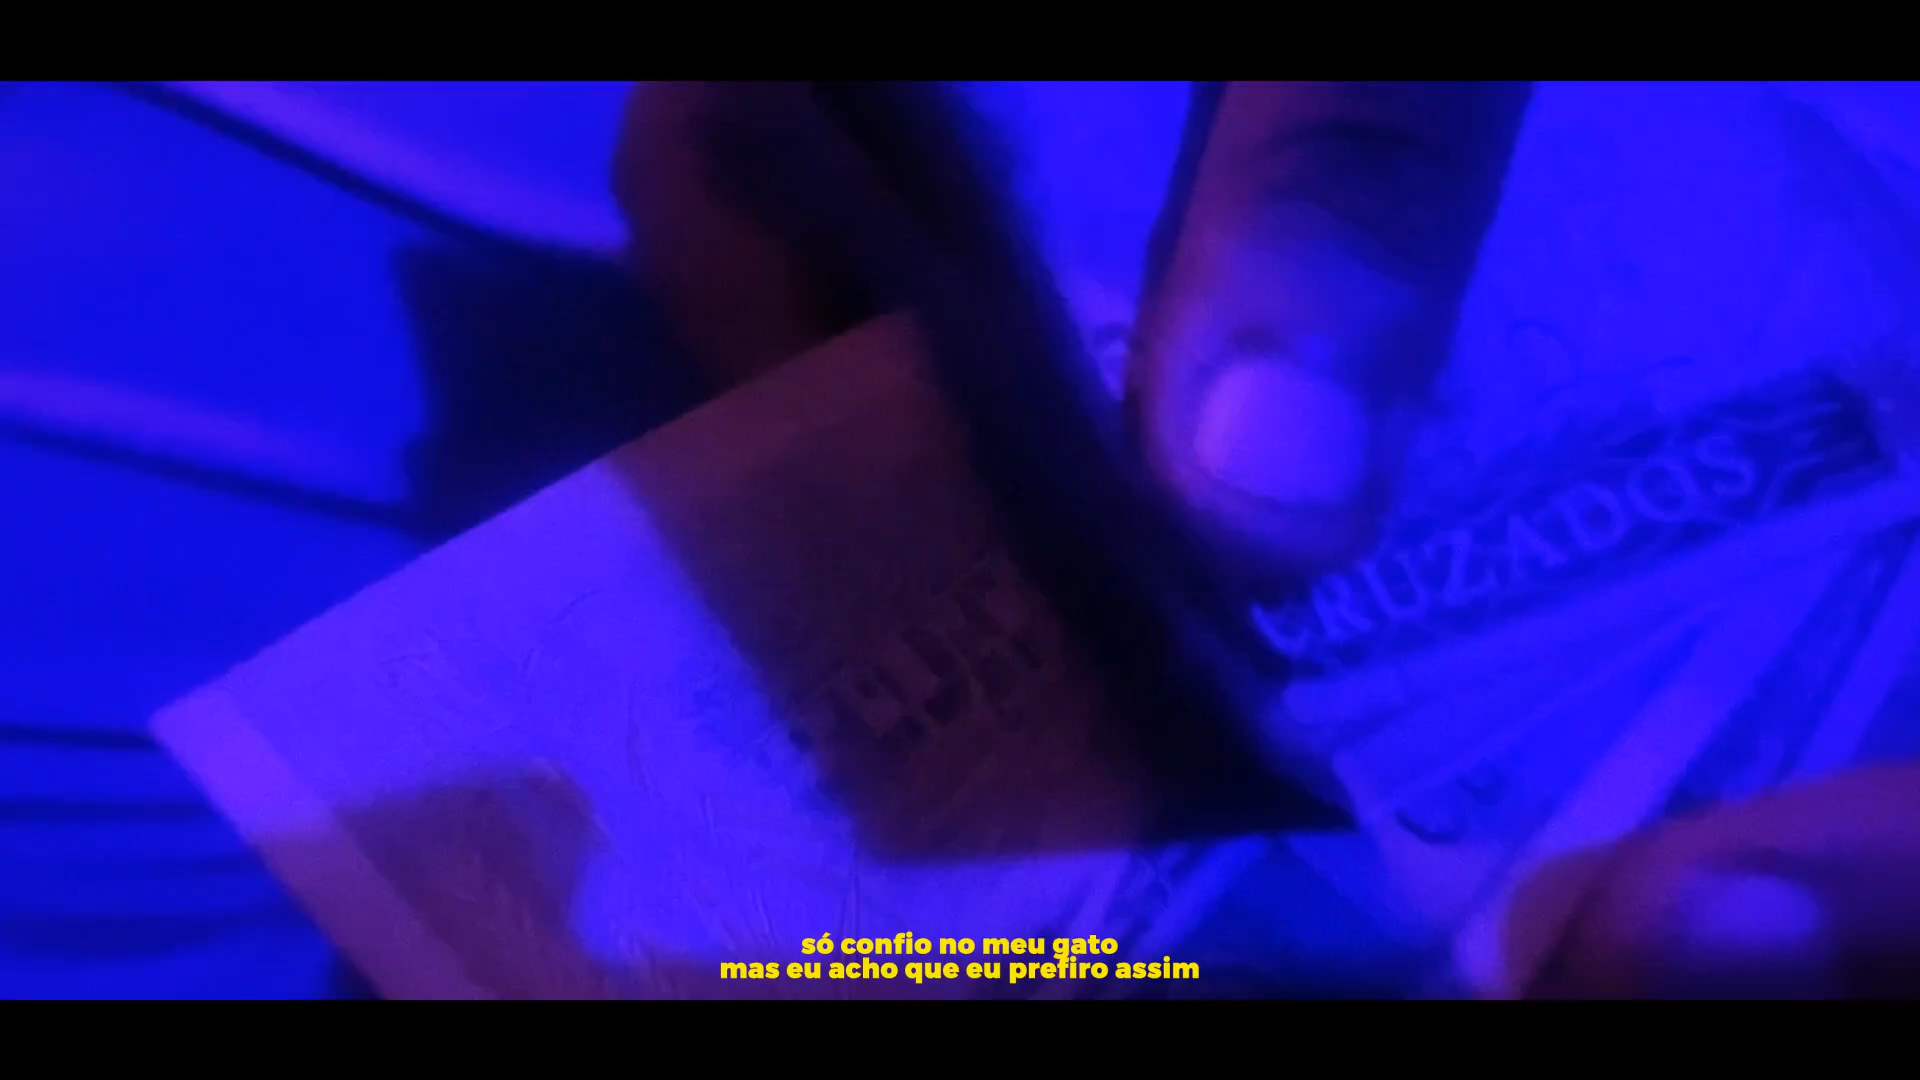 CRUZADOS
só confio no meu gato
mas eu acho que eu prefiro assim